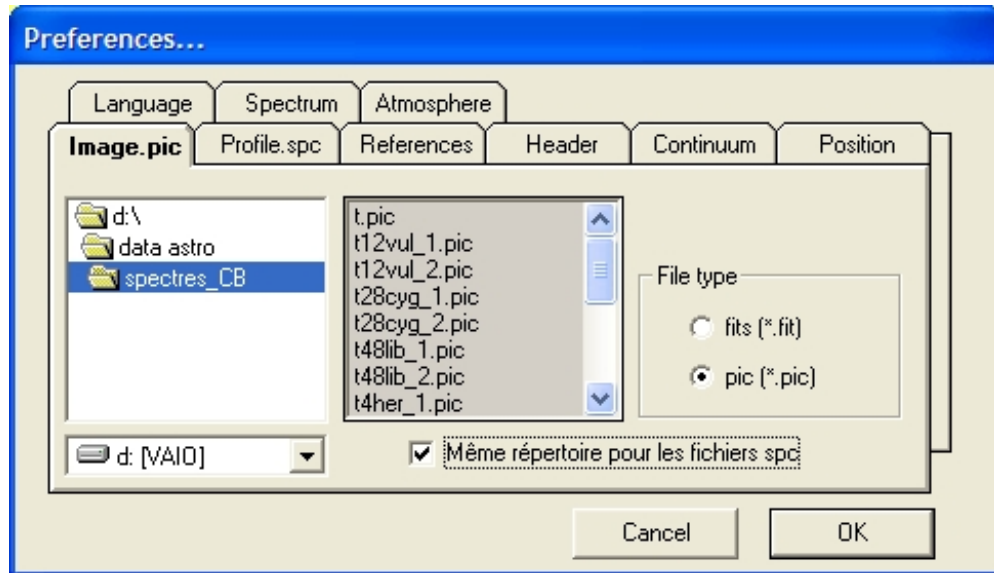 Preferences...
Language Spectrum Atmosphere
Image.pic Profile.spc References Header Continuum Position
d:\
data astro
spectres_CB
t.pic
t12vul_1.pic
t12vul_2.pic
t28cyg_1.pic
t28cyg_2.pic
t48lib_1.pic
t48lib_2.pic
t4her_1.pic
File type
fits (*.fit)
pic (*.pic)
d: [VAIO]
Même répertoire pour les fichiers spc
Cancel OK